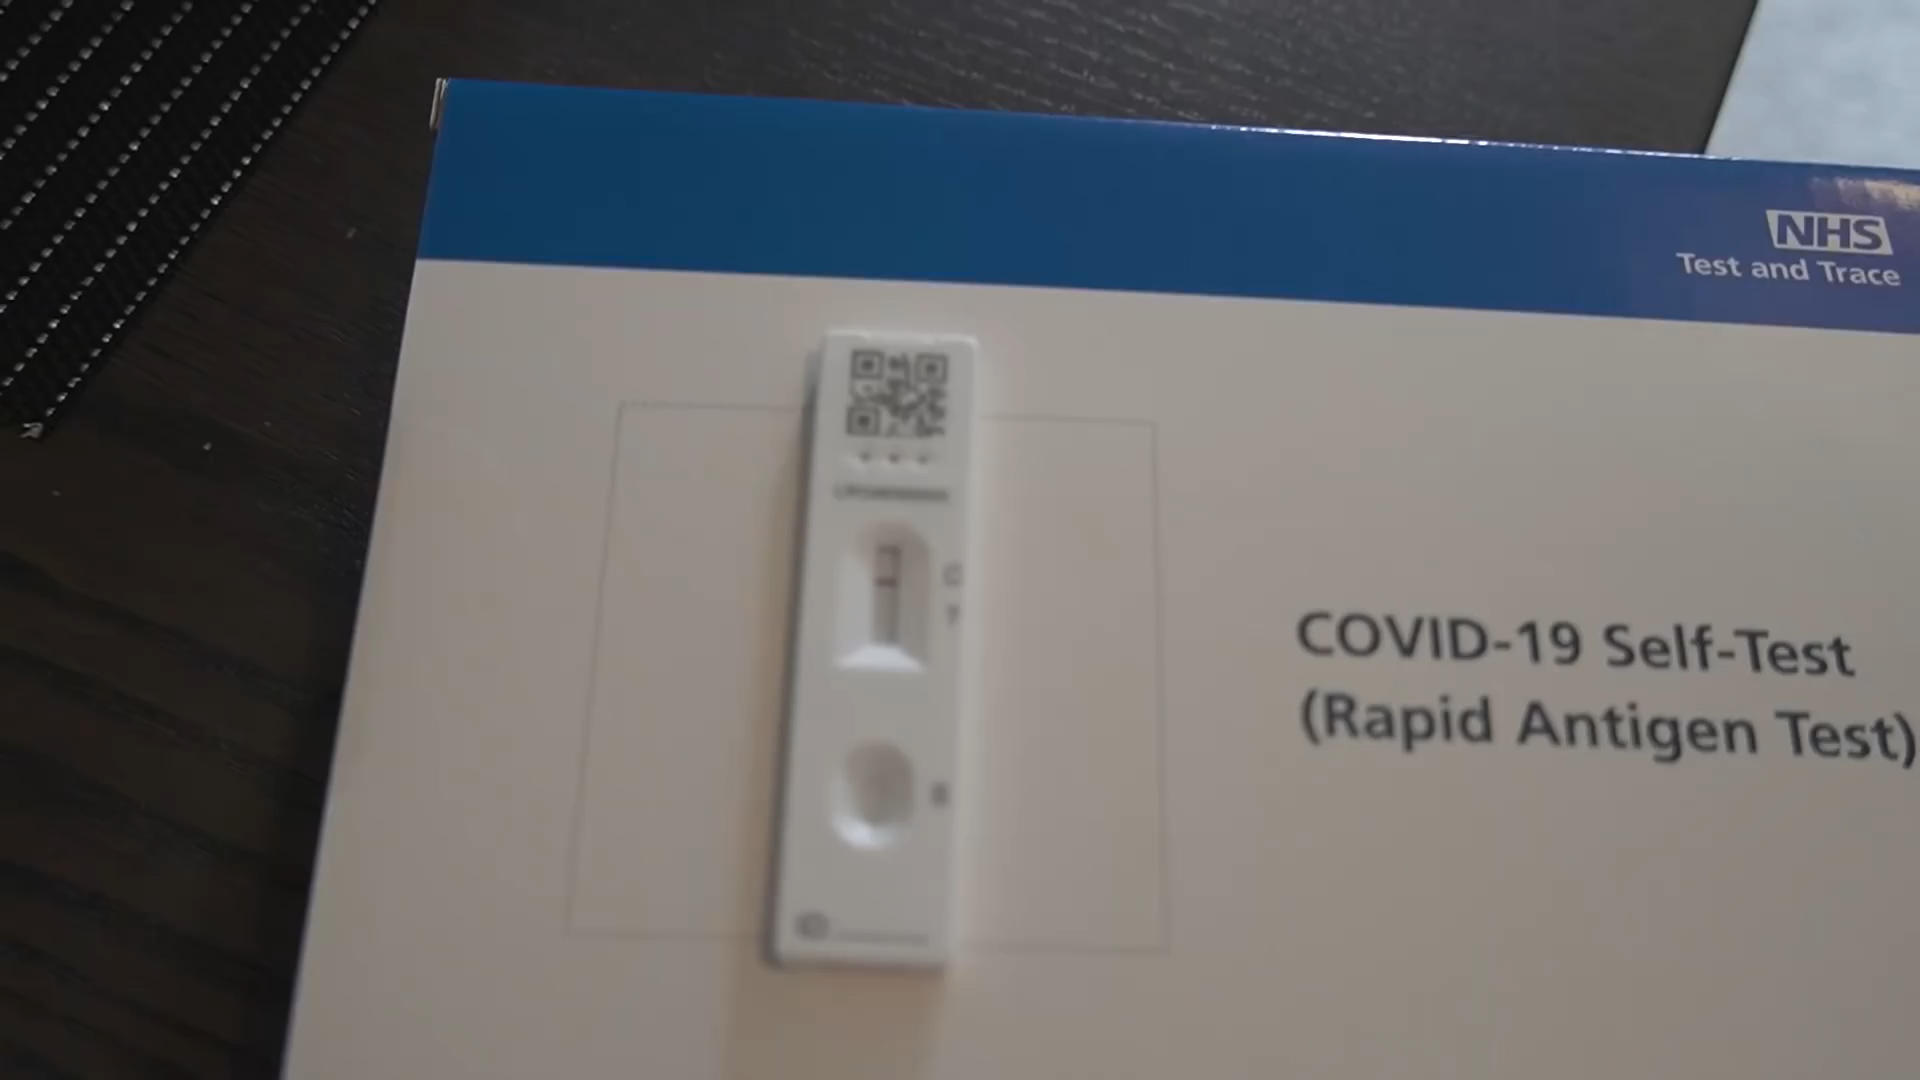 NHS
Test and Trace
C
T
COVID-19 Self-Test
(Rapid Antigen Test)